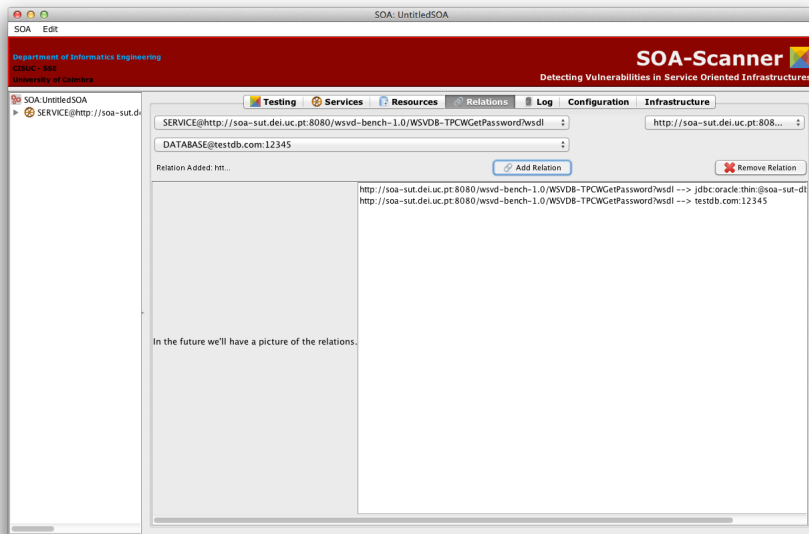 SOA: UntitledSOA
SOA Edit
Department of Informatics Engineering
CISUC - SSE
University of Coimbra
SOA-Scanner
Detecting Vulnerabilities in Service Oriented Infrastructures
SOA:UntitledSOA
SERVICE@http://soa-sut.d
Testing Services Resources Relations Log Configuration Infrastructure
SERVICE@http://soa-sut.dei.uc.pt:8080/wsvd-bench-1.0/WSVDB-TPCWGetPassword?wsdl
http://soa-sut.dei.uc.pt:808...
DATABASE@testdb.com:12345
Relation Added: htt...
Add Relation
Remove Relation
http://soa-sut.dei.uc.pt:8080/wsvd-bench-1.0/WSVDB-TPCWGetPassword?wsdl --> jdbc:oracle:thin:@soa-sut-db
http://soa-sut.dei.uc.pt:8080/wsvd-bench-1.0/WSVDB-TPCWGetPassword?wsdl --> testdb.com:12345
In the future we'll have a picture of the relations.